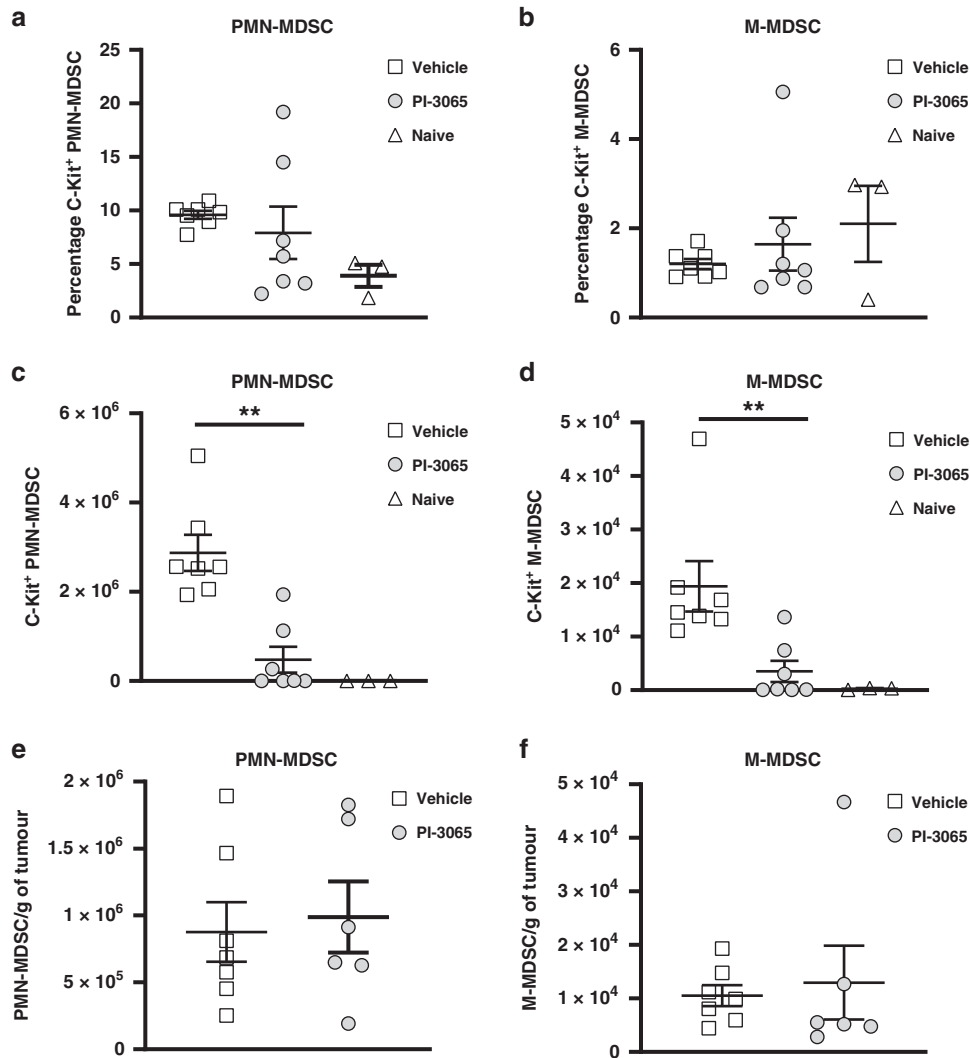 a
PMN-MDSC
Percentage C-Kit⁺ PMN-MDSC
25
20
15
10
5
0
Vehicle
PI-3065
Naive
b
M-MDSC
Percentage C-Kit⁺ M-MDSC
6
4
2
0
Vehicle
PI-3065
Naive
c
PMN-MDSC
C-Kit⁺ PMN-MDSC
6 × 10⁶
4 × 10⁶
2 × 10⁶
0
**
Vehicle
PI-3065
Naive
d
M-MDSC
C-Kit⁺ M-MDSC
5 × 10⁴
4 × 10⁴
3 × 10⁴
2 × 10⁴
1 × 10⁴
0
**
Vehicle
PI-3065
Naive
e
PMN-MDSC
PMN-MDSC/g of tumour
2 × 10⁶
1.5 × 10⁶
1 × 10⁶
5 × 10⁵
0
Vehicle
PI-3065
f
M-MDSC
M-MDSC/g of tumour
5 × 10⁴
4 × 10⁴
3 × 10⁴
2 × 10⁴
1 × 10⁴
0
Vehicle
PI-3065